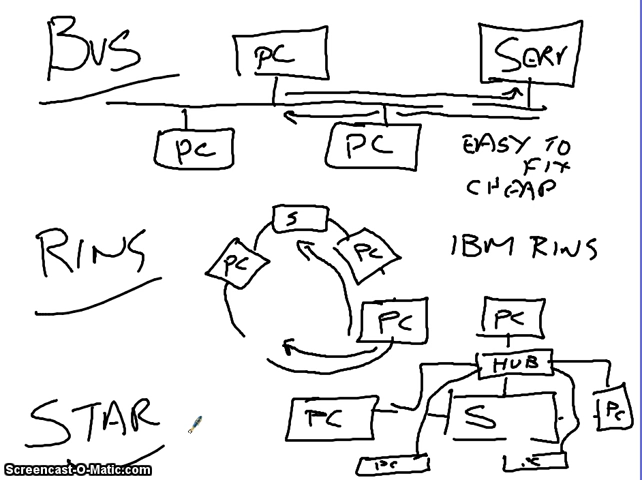 BUS
PC
SERV
PC
PC
EASY TO
FIX
CHEAP
RING
S
PC
PC
IBM RING
PC
PC
HUB
STAR
PC
S
PC
PC
PC
Screencast-O-Matic.com